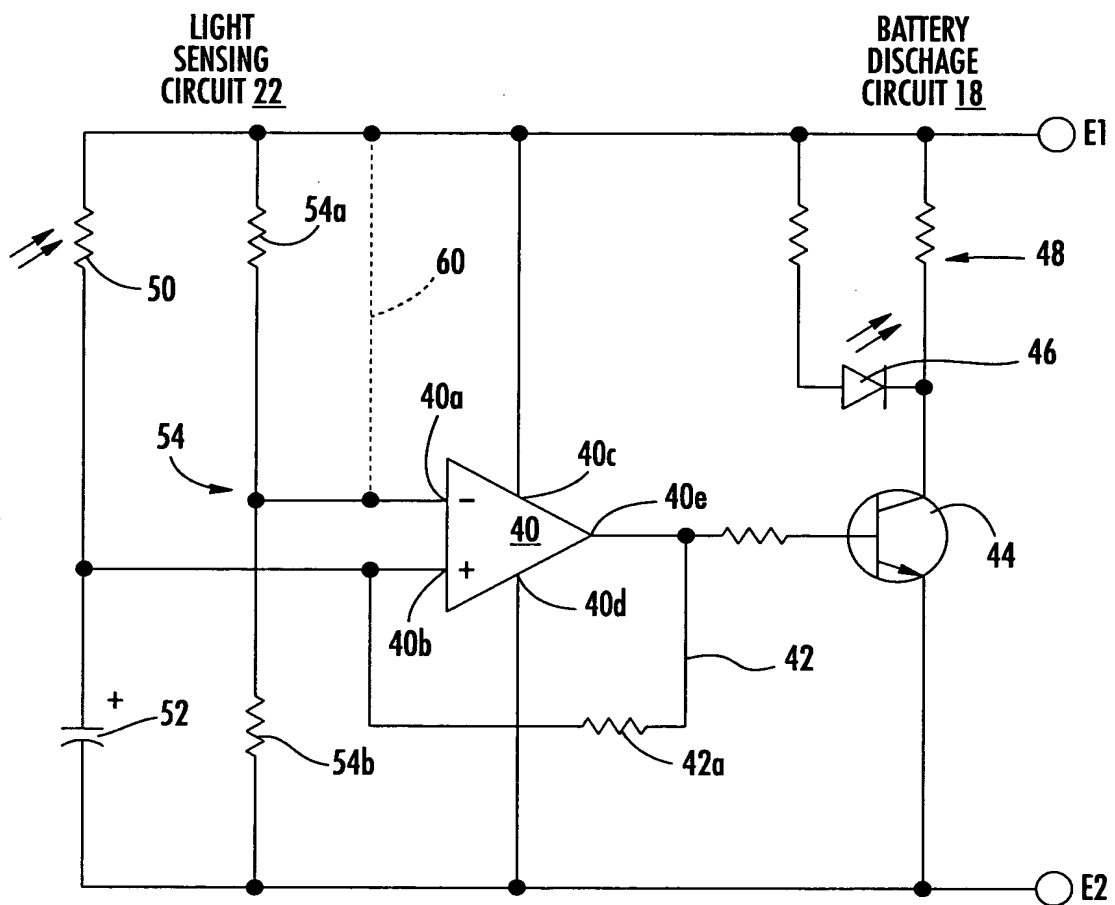 LIGHT
SENSING
CIRCUIT 22
BATTERY
DISCHAGE
CIRCUIT 18
E1
54a
50
60
48
46
40a
54
40c
40e
-
40
+
44
40b
40d
42
+
52
54b
42a
E2